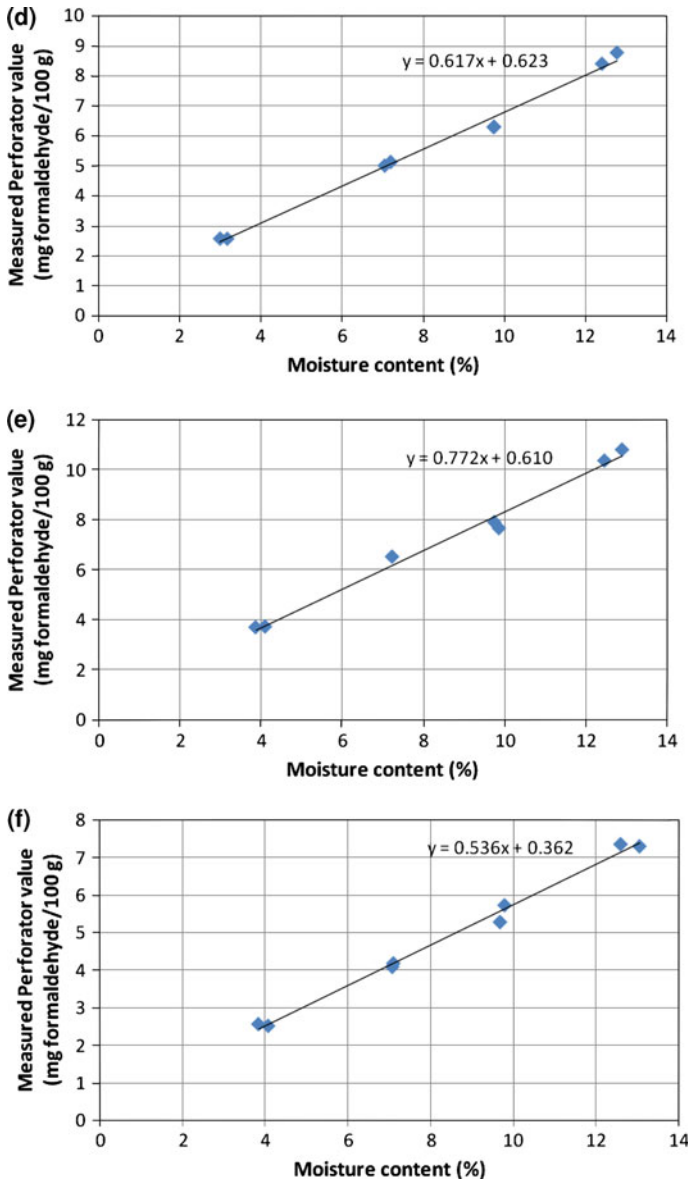 (d)
Measured Perforator value
(mg formaldehyde/100 g)
10
9
8
7
6
5
4
3
2
1
0
y = 0.617x + 0.623
0 2 4 6 8 10 12 14
Moisture content (%)
(e)
Measured Perforator value
(mg formaldehyde/100 g)
12
10
8
6
4
2
0
y = 0.772x + 0.610
0 2 4 6 8 10 12 14
Moisture content (%)
(f)
Measured Perforator value
(mg formaldehyde/100 g)
8
7
6
5
4
3
2
1
0
y = 0.536x + 0.362
0 2 4 6 8 10 12 14
Moisture content (%)